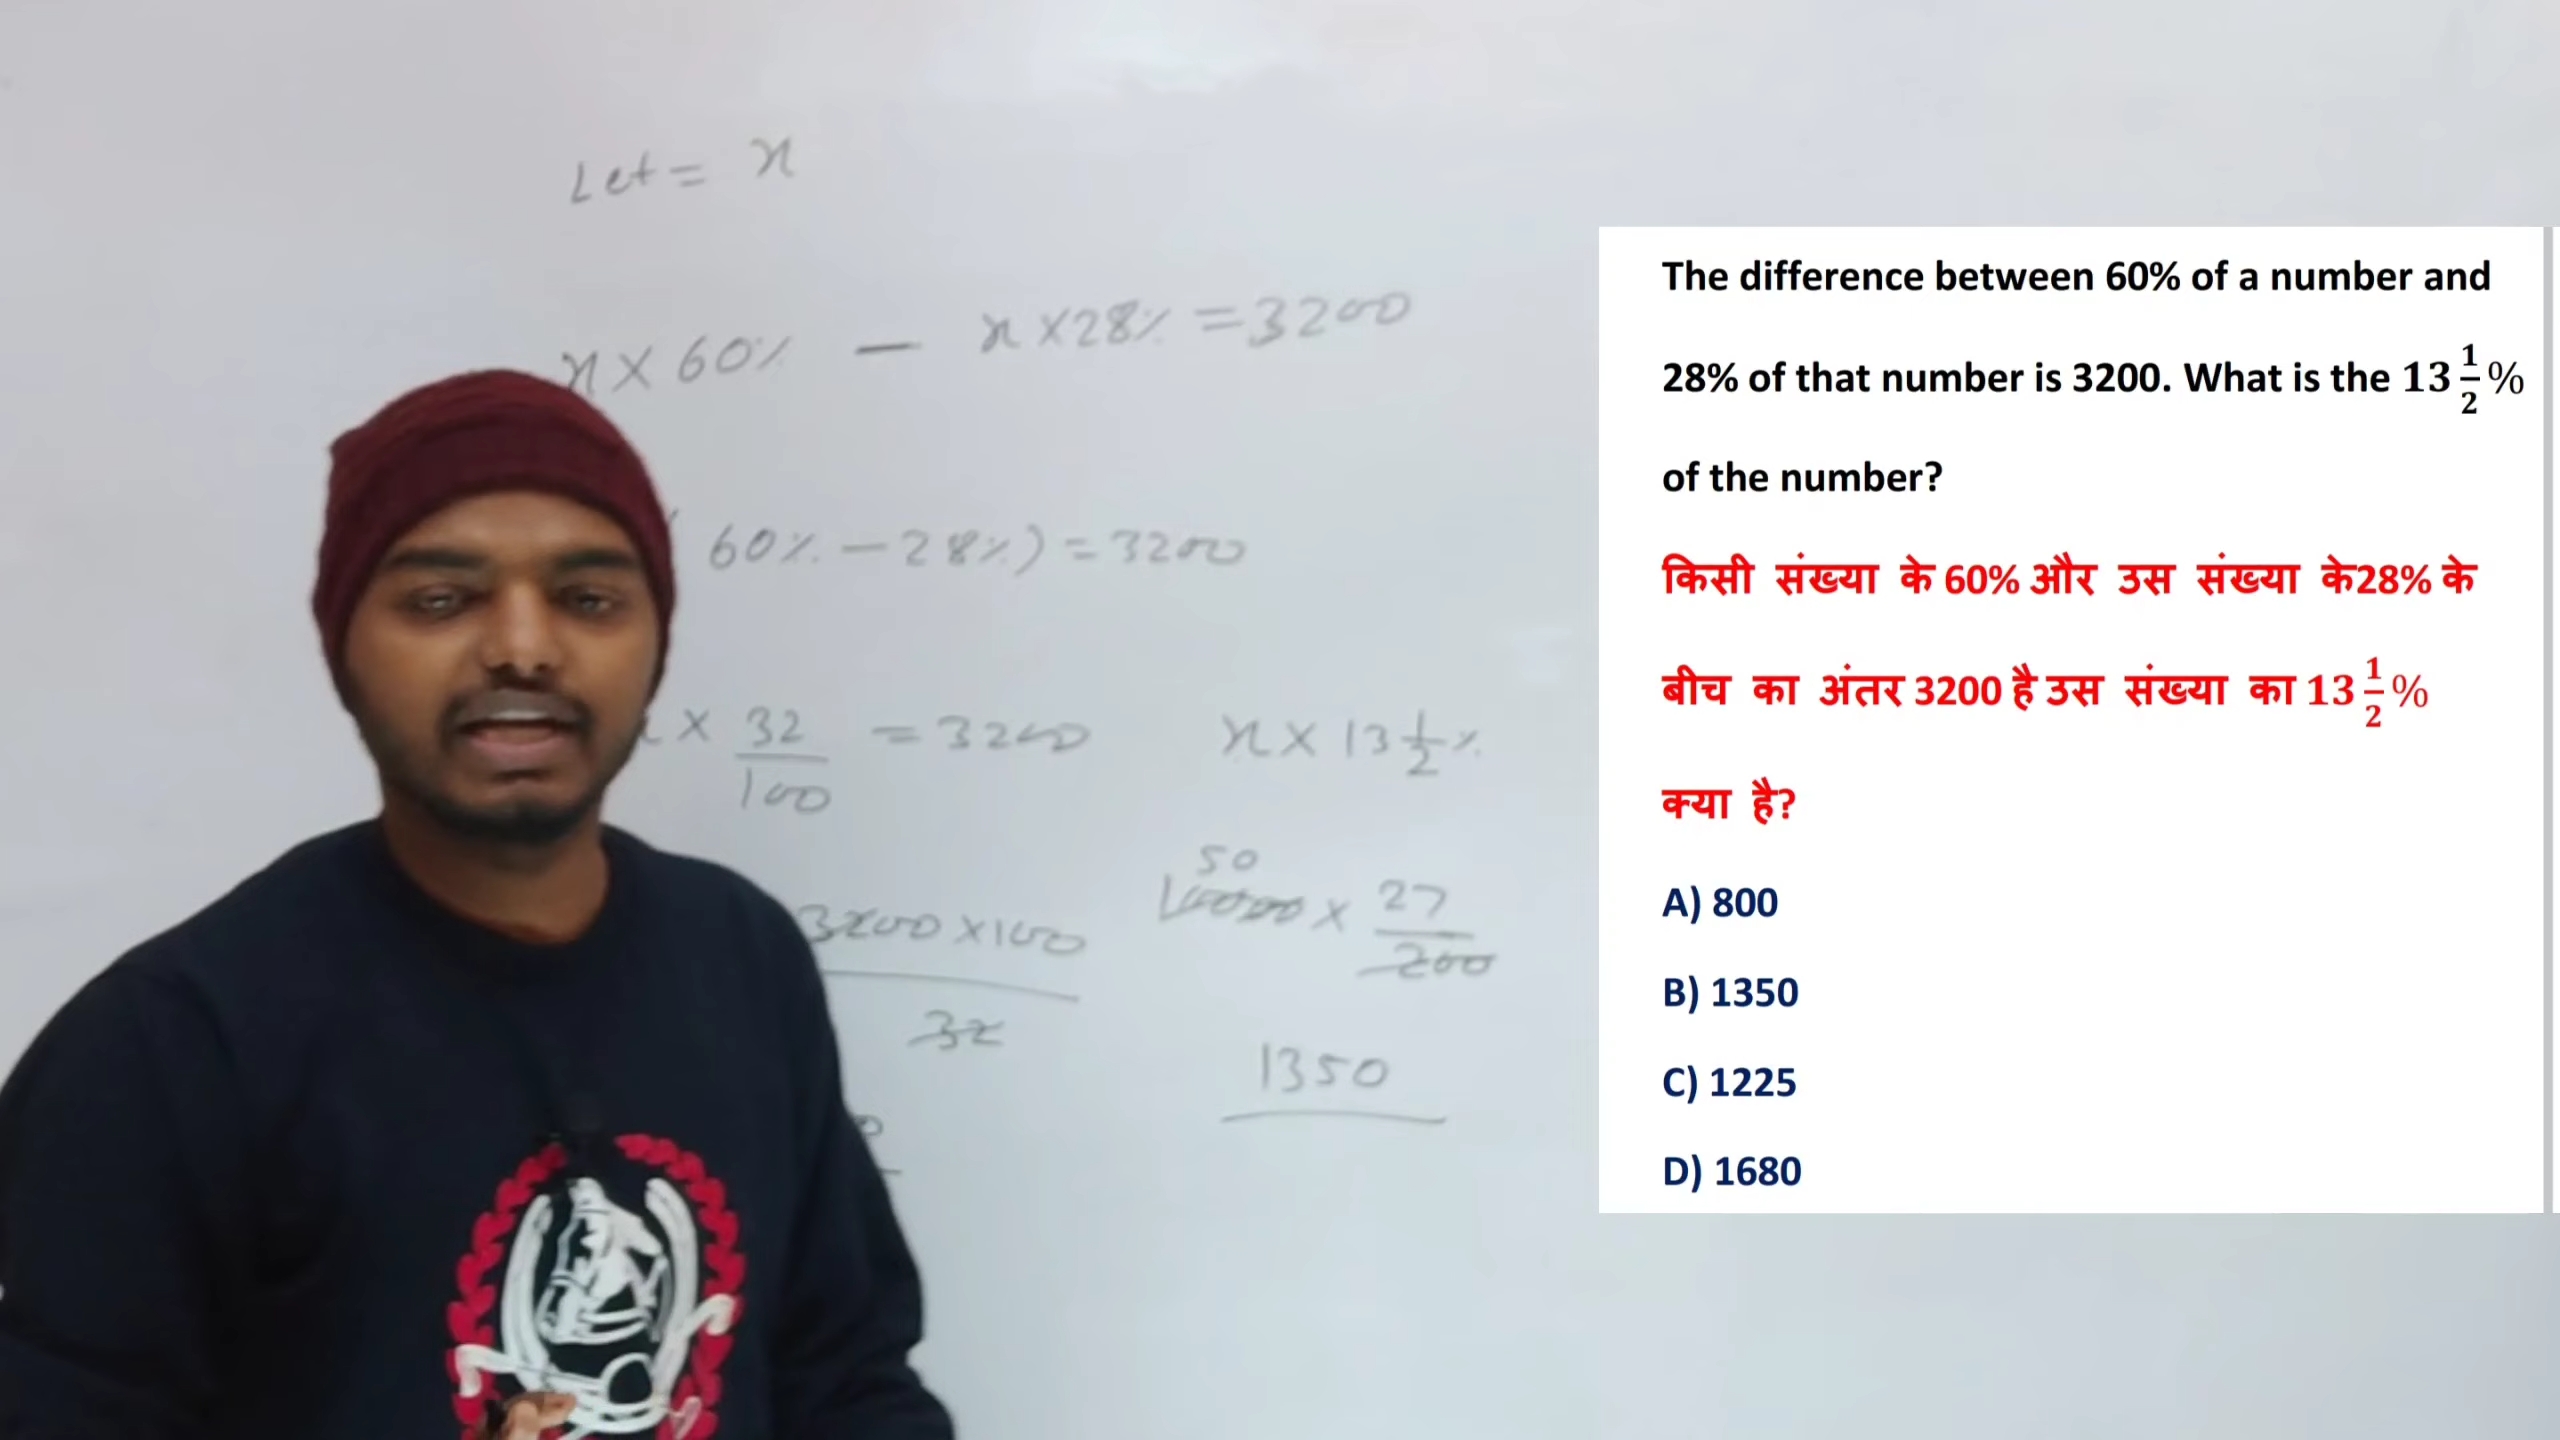 Let = x
x × 60% — x × 28% = 3200
60% — 28%) = 3200
x × 32/100 = 3200
x × 13 1/2 %
3200 × 100
32
50
10000 × 27/200
1350
The difference between 60% of a number and
28% of that number is 3200. What is the 13 1/2 %
of the number?
किसी संख्या के 60% और उस संख्या के28% के
बीच का अंतर 3200 है उस संख्या का 13 1/2 %
क्या है?
A) 800
B) 1350
C) 1225
D) 1680